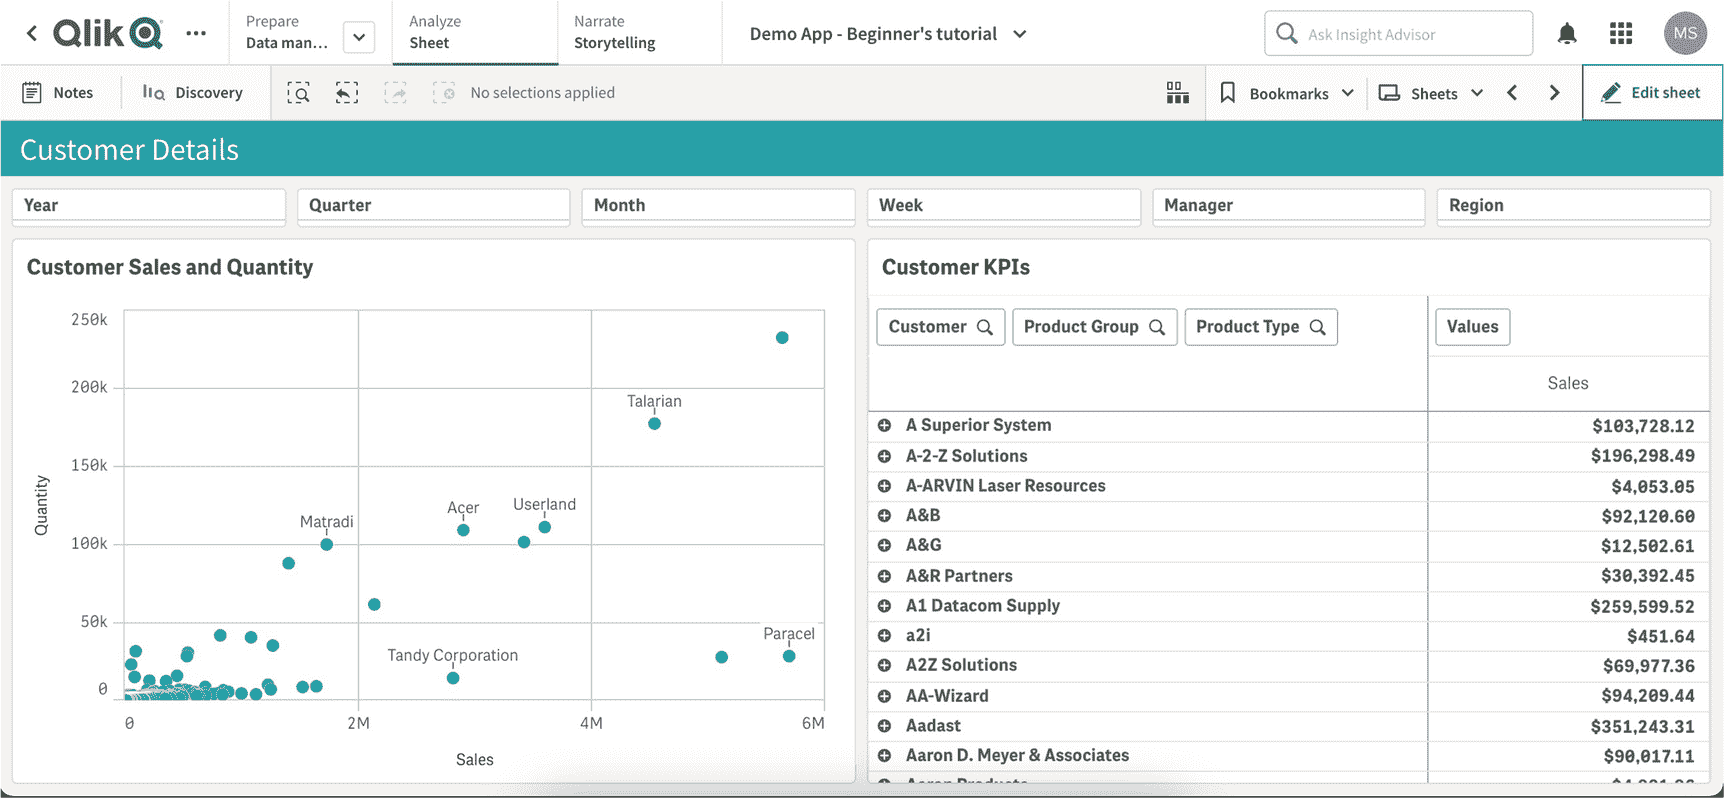 Qlik
Prepare
Data man...
Analyze
Sheet
Narrate
Storytelling
Demo App - Beginner's tutorial
Ask Insight Advisor
MS
Notes
Discovery
No selections applied
Bookmarks
Sheets
Edit sheet
Customer Details
Year
Quarter
Month
Week
Manager
Region
Customer Sales and Quantity
250k
200k
150k
100k
50k
0
Quantity
Talarian
Acer
Userland
Matradi
Paracel
Tandy Corporation
0
2M
4M
6M
Sales
Customer KPIs
Customer
Product Group
Product Type
Values
Sales
A Superior System $103,728.12
A-2-Z Solutions $196,298.49
A-ARVIN Laser Resources $4,053.05
A&B $92,120.60
A&G $12,502.61
A&R Partners $30,392.45
A1 Datacom Supply $259,599.52
a2i $451.64
A2Z Solutions $69,977.36
AA-Wizard $94,209.44
Aadast $351,243.31
Aaron D. Meyer & Associates $90,017.11